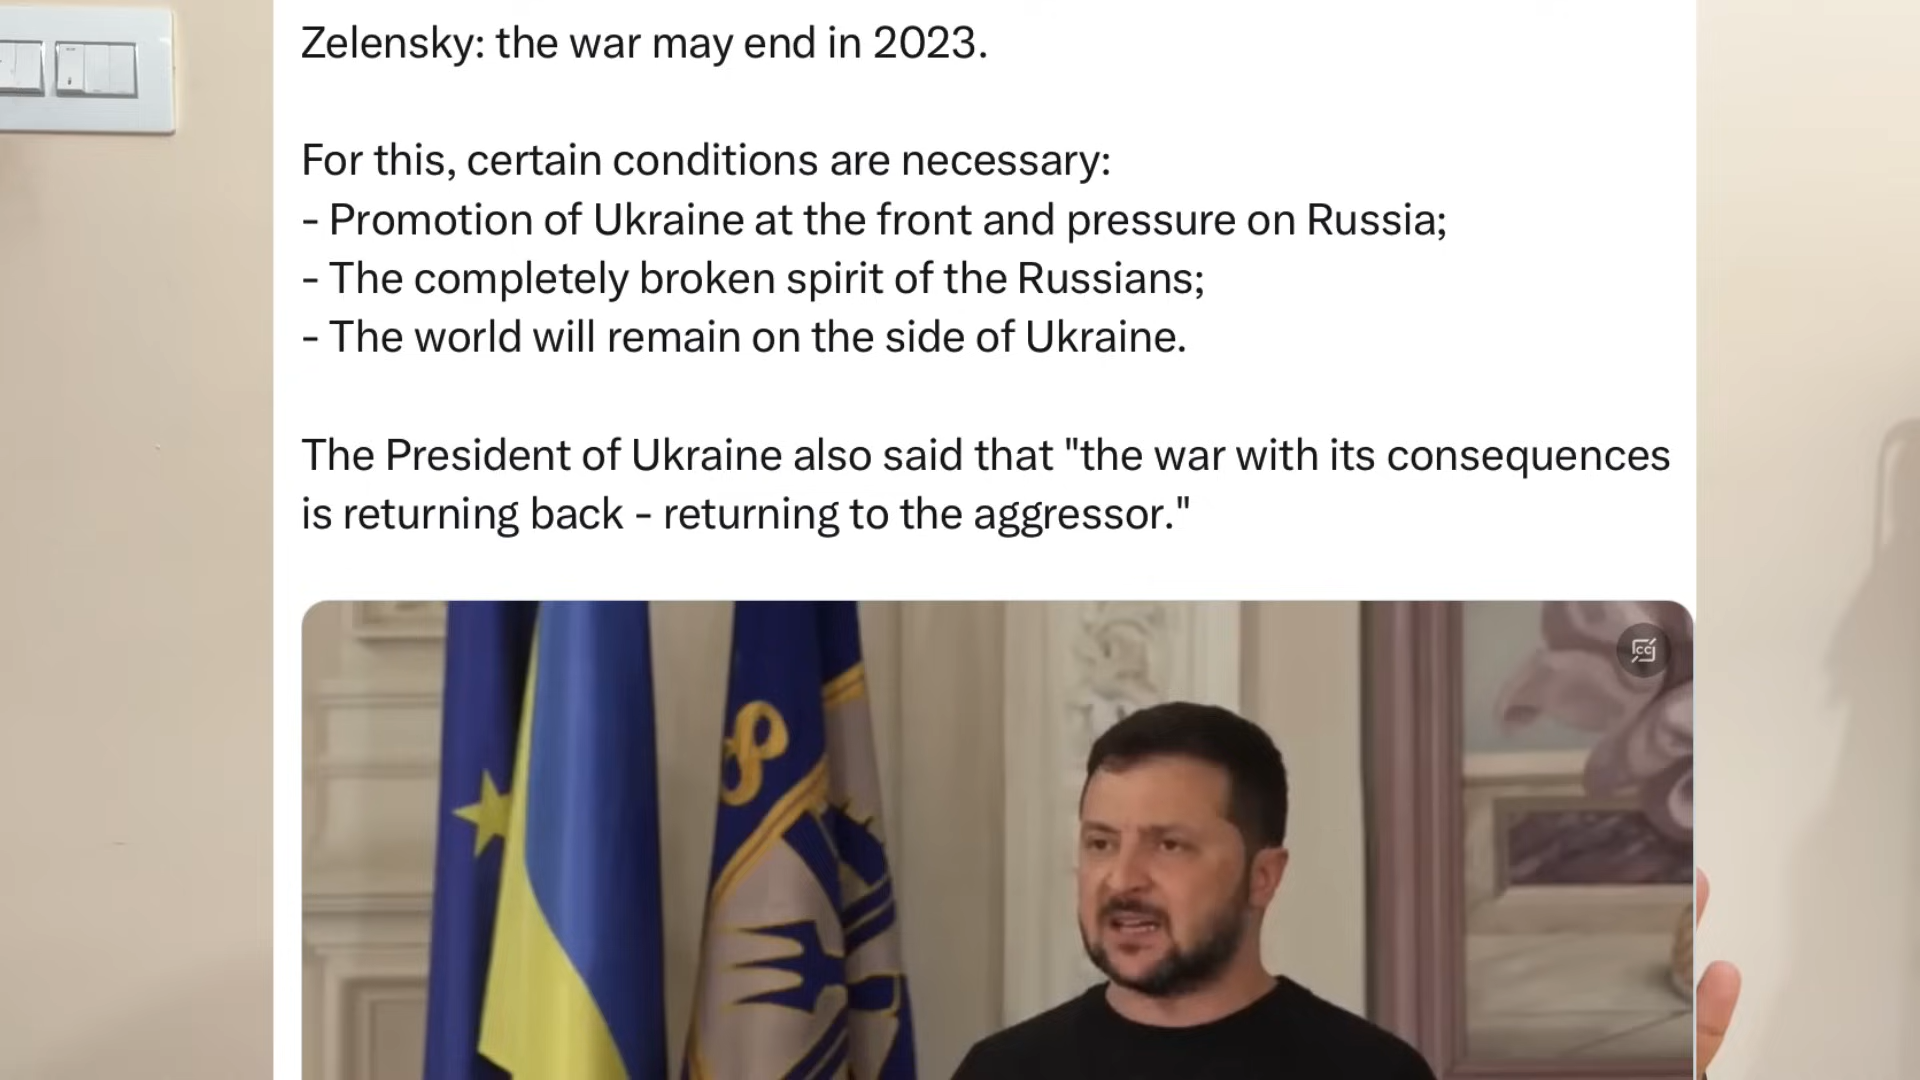 Zelensky: the war may end in 2023.
For this, certain conditions are necessary:
- Promotion of Ukraine at the front and pressure on Russia;
- The completely broken spirit of the Russians;
- The world will remain on the side of Ukraine.
The President of Ukraine also said that "the war with its consequences
is returning back - returning to the aggressor."
CC